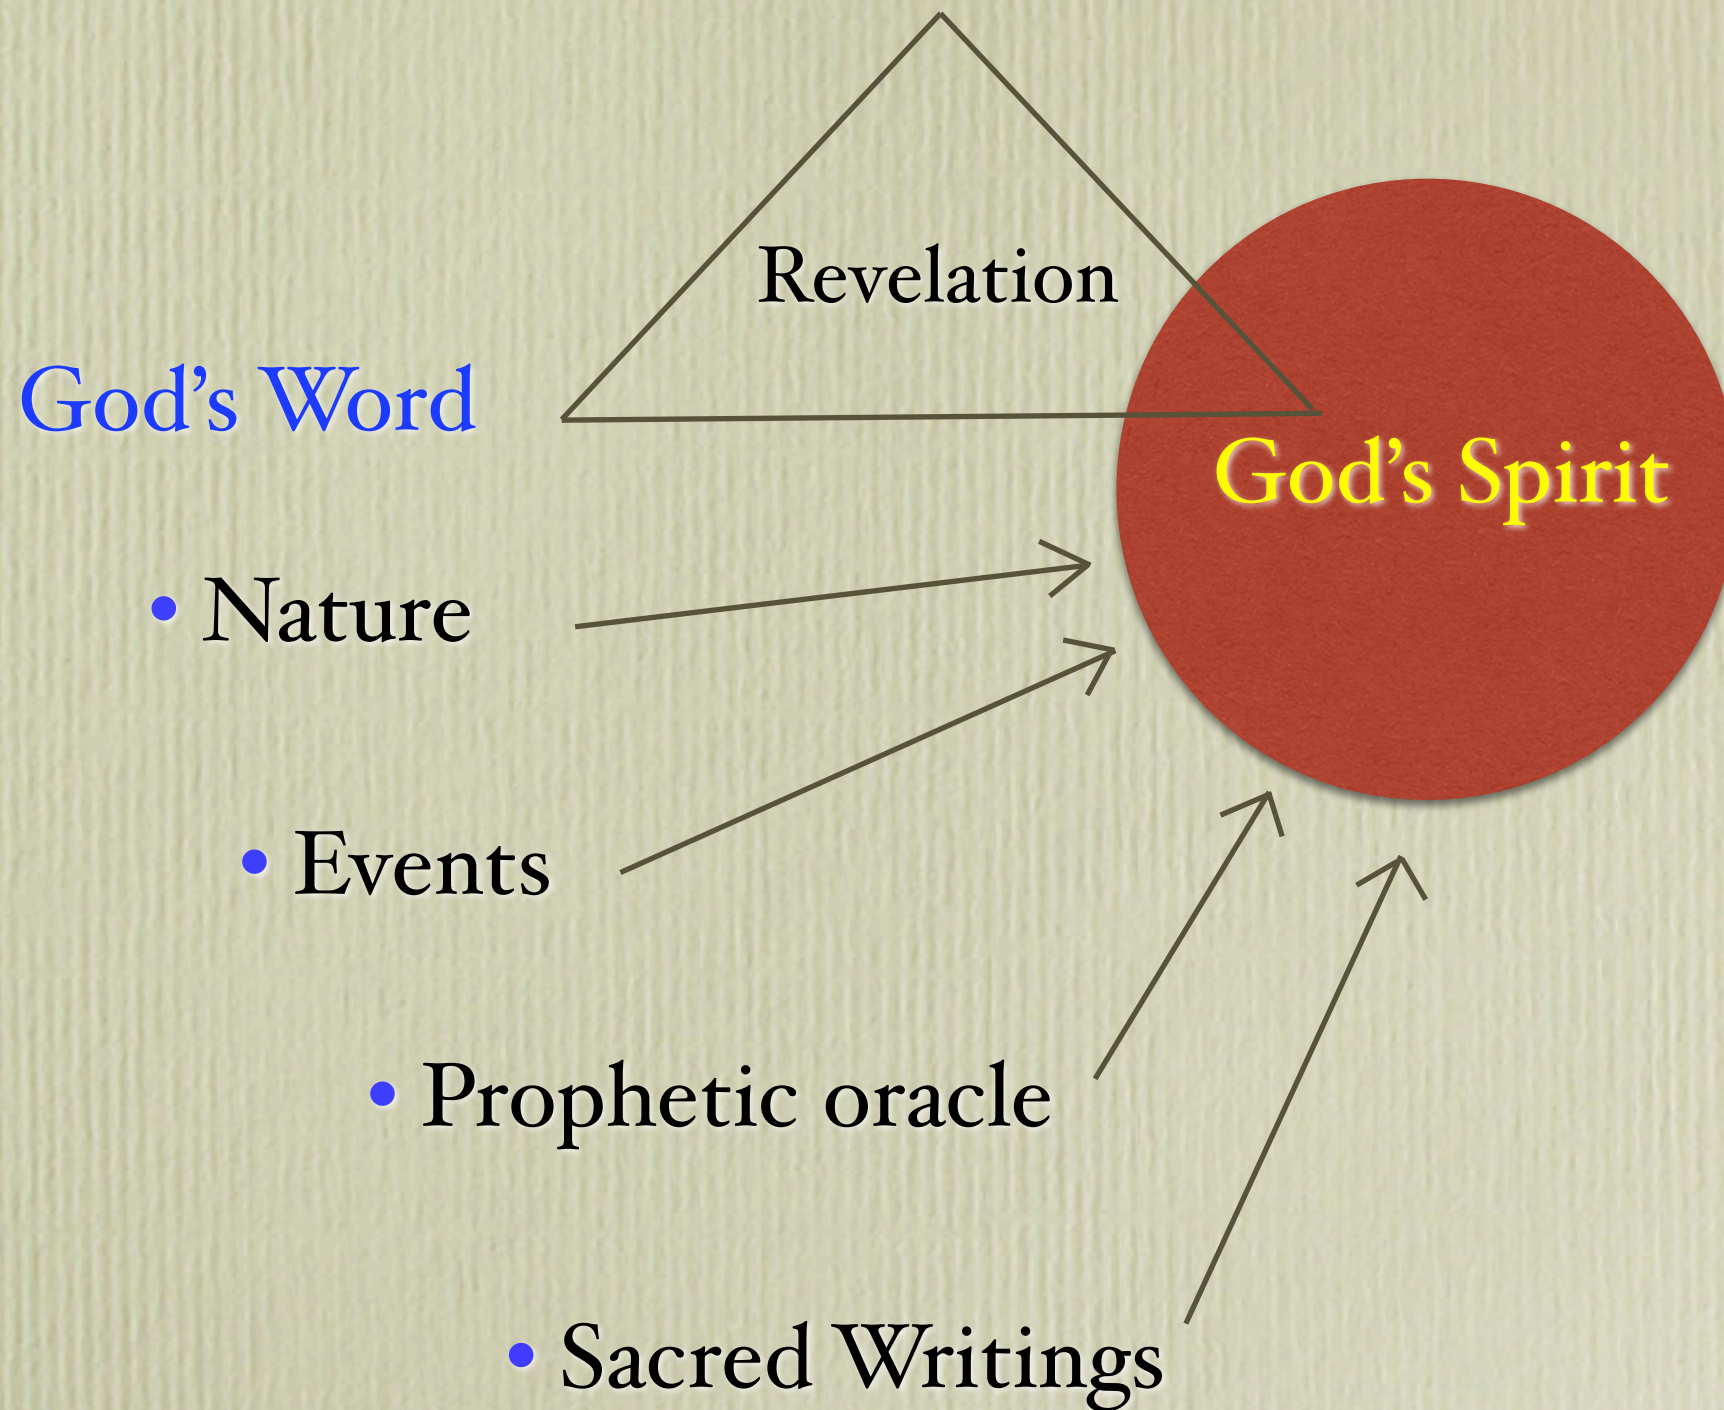 Revelation
God’s Word
God’s Spirit
• Nature
• Events
• Prophetic oracle
• Sacred Writings